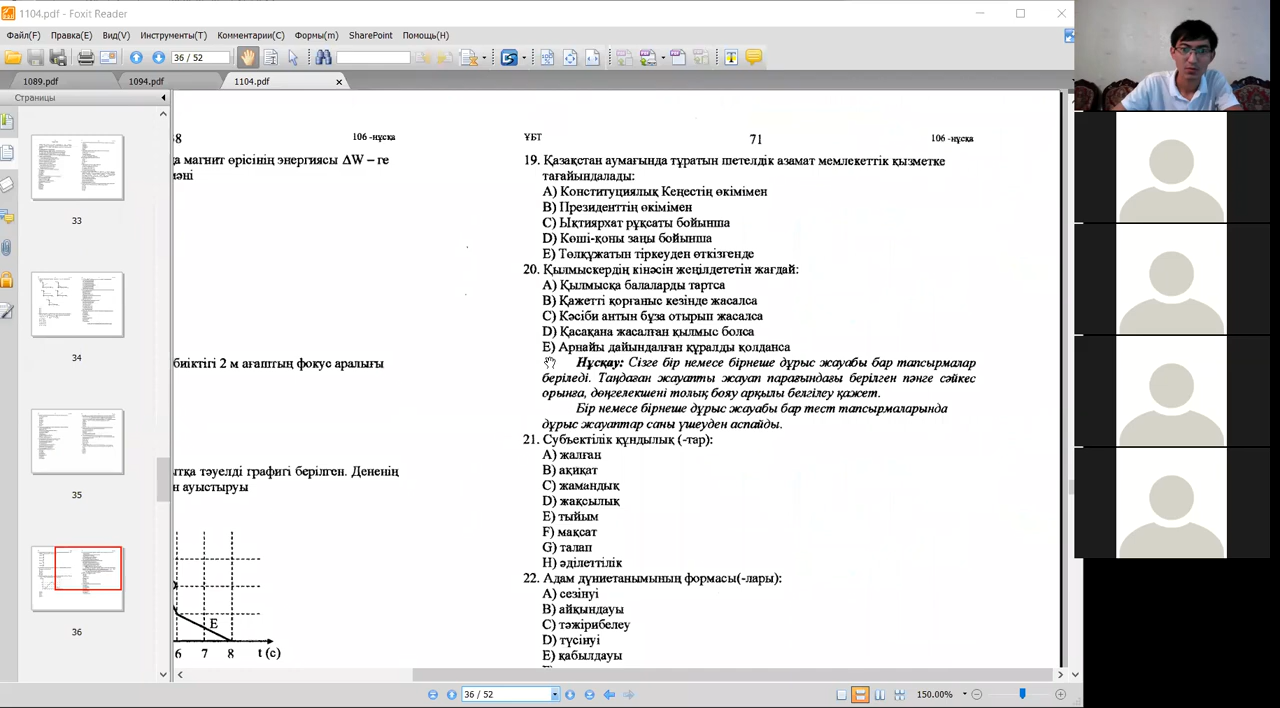 1104.pdf - Foxit Reader
Файл(F) Правка(E) Вид(V) Инструменты(T) Комментарии(C) Формы(m) SharePoint Помощь(H)
36 / 52
1089.pdf 1094.pdf 1104.pdf
Страницы
33
34
35
36
106 -нұсқа
а магнит өрісінің энергиясы ΔW – ге
биіктігі 2 м ағаштың фокус аралығы
ытқа тәуелді графигі берілген. Дененің
н ауыстыруы
E
6 7 8 t (c)
ҰБТ 71 106 -нұсқа
19. Қазақстан аумағында тұратын шетелдік азамат мемлекеттік қызметке
тағайындалады:
A) Конституциялық Кеңестің өкімімен
B) Президенттің өкімімен
C) Ықтиярхат рұқсаты бойынша
D) Көші-қоны заңы бойынша
E) Төлқұжатын тіркеуден өткізгенде
20. Қылмыскердің кінәсін жеңілдететін жағдай:
A) Қылмысқа балаларды тартса
B) Қажетті қорғаныс кезінде жасалса
C) Кәсіби антын бұза отырып жасалса
D) Қасақана жасалған қылмыс болса
E) Арнайы дайындалған құралды қолданса
Нұсқау: Сізге бір немесе бірнеше дұрыс жауабы бар тапсырмалар
беріледі. Таңдаған жауапты жауап парағындағы берілген пәнге сәйкес
орынға, дөңгелекшені толық бояу арқылы белгілеу қажет.
Бір немесе бірнеше дұрыс жауабы бар тест тапсырмаларында
дұрыс жауаптар саны үшеуден аспайды.
21. Субъектілік құндылық (-тар):
A) жалған
B) ақиқат
C) жамандық
D) жақсылық
E) тыйым
F) мақсат
G) талап
H) әділеттілік
22. Адам дүниетанымының формасы(-лары):
A) сезінуі
B) айқындауы
C) тәжірибелеу
D) түсінуі
E) қабылдауы
36 / 52
150.00%